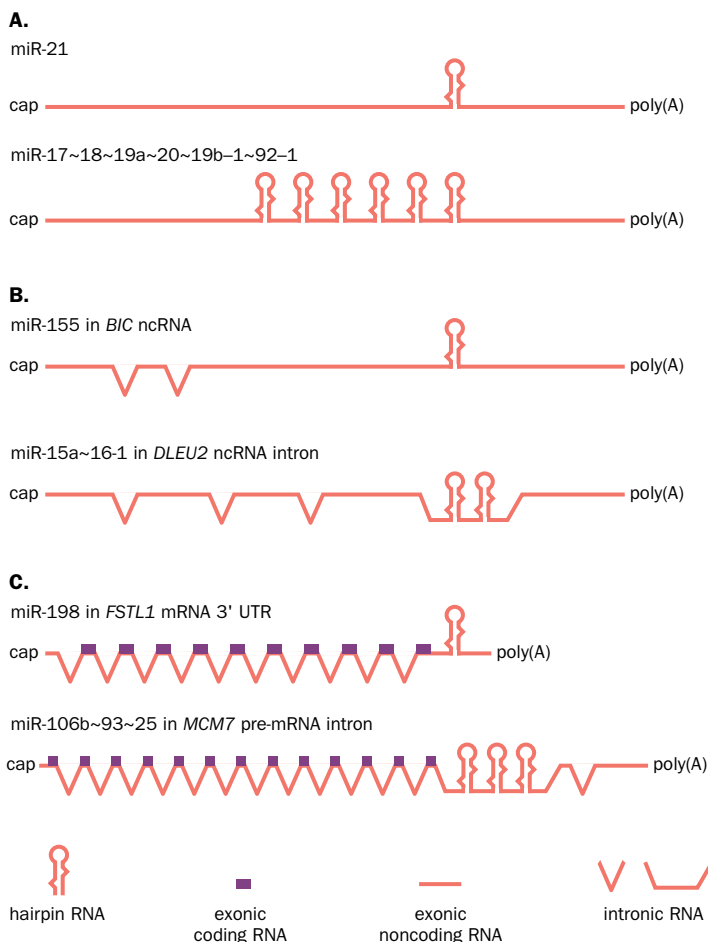 A.
miR-21
cap poly(A)
miR-17~18~19a~20~19b–1~92–1
cap poly(A)
B.
miR-155 in BIC ncRNA
cap poly(A)
miR-15a~16-1 in DLEU2 ncRNA intron
cap poly(A)
C.
miR-198 in FSTL1 mRNA 3' UTR
cap poly(A)
miR-106b~93~25 in MCM7 pre-mRNA intron
cap poly(A)
hairpin RNA
exonic
coding RNA
exonic
noncoding RNA
intronic RNA